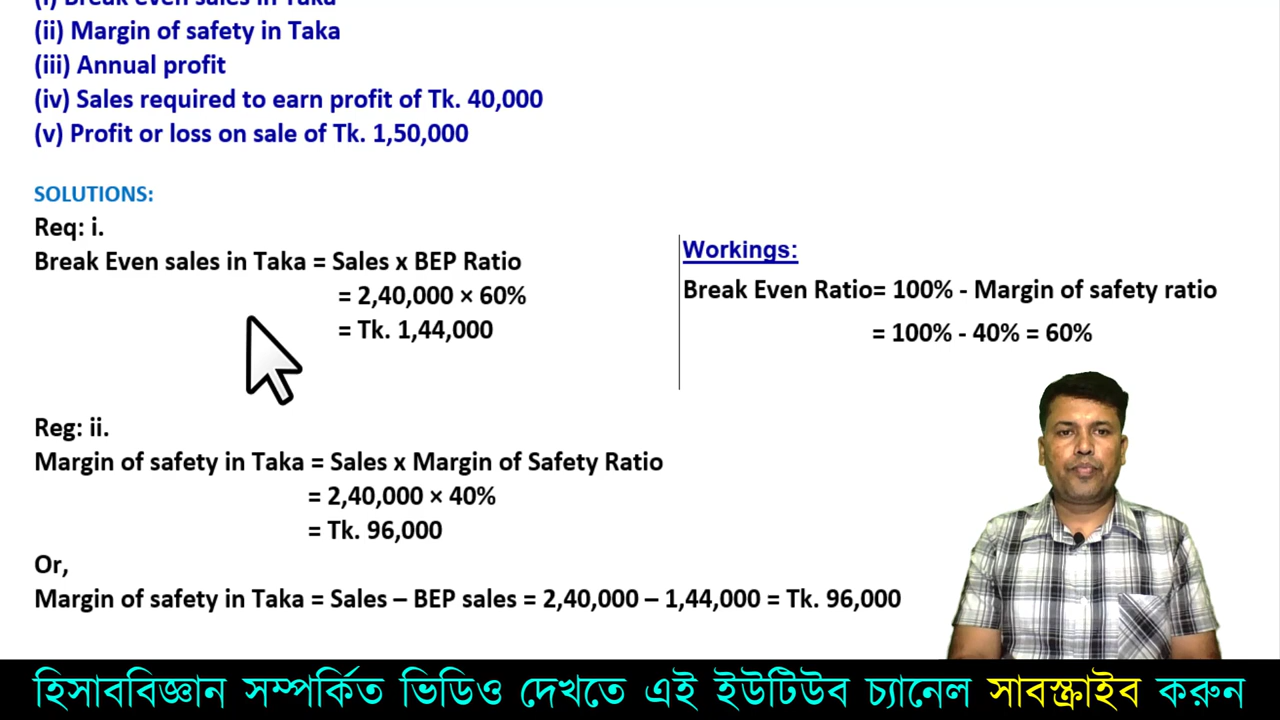 (i) Break even sales in Taka
(ii) Margin of safety in Taka
(iii) Annual profit
(iv) Sales required to earn profit of Tk. 40,000
(v) Profit or loss on sale of Tk. 1,50,000
SOLUTIONS:
Req: i.
Break Even sales in Taka = Sales x BEP Ratio
= 2,40,000 × 60%
= Tk. 1,44,000
Workings:
Break Even Ratio= 100% - Margin of safety ratio
= 100% - 40% = 60%
Reg: ii.
Margin of safety in Taka = Sales x Margin of Safety Ratio
= 2,40,000 × 40%
= Tk. 96,000
Or,
Margin of safety in Taka = Sales – BEP sales = 2,40,000 – 1,44,000 = Tk. 96,000
হিসাববিজ্ঞান সম্পর্কিত ভিডিও দেখতে এই ইউটিউব চ্যানেল সাবস্ক্রাইব করুন